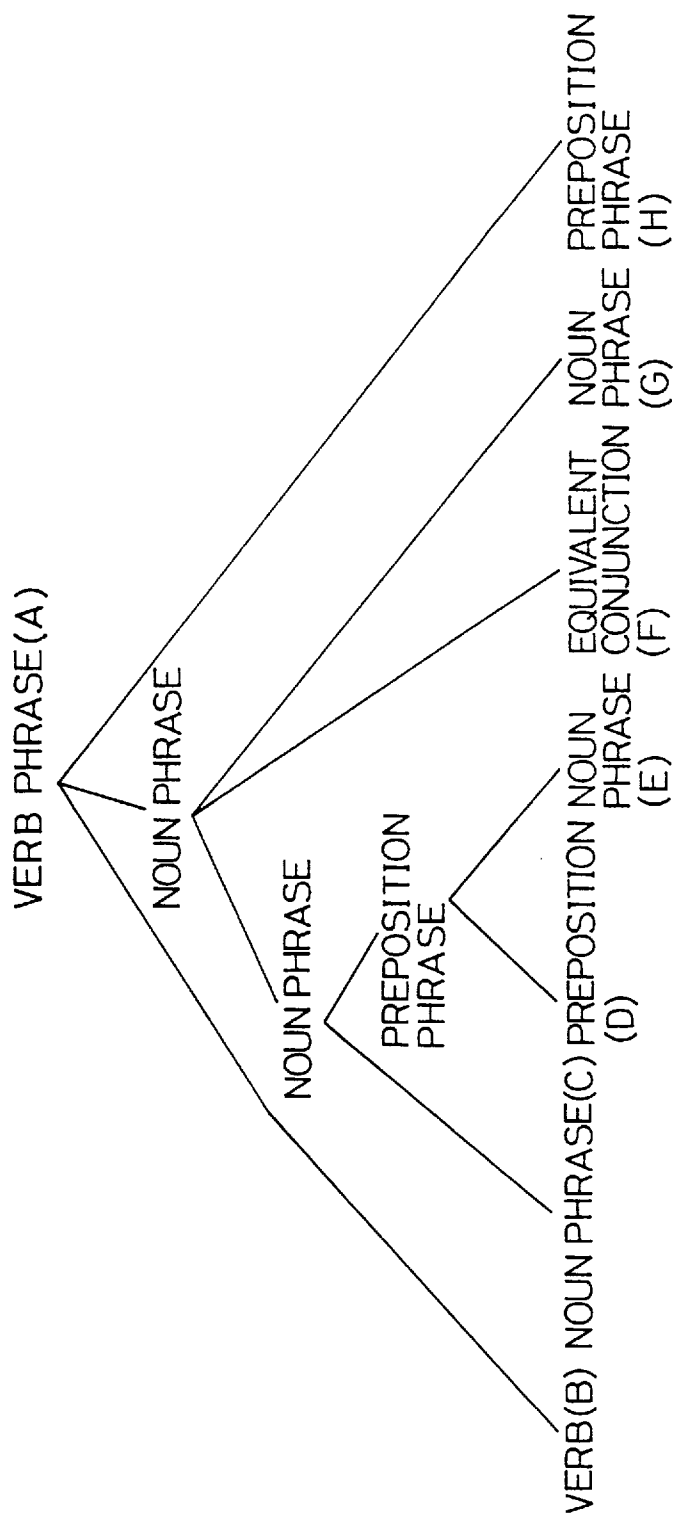 VERB PHRASE(A)
NOUN PHRASE
NOUN PHRASE
PREPOSITION
PHRASE
VERB(B)
NOUN PHRASE(C)
PREPOSITION
(D)
NOUN
PHRASE
(E)
EQUIVALENT
CONJUNCTION
(F)
NOUN
PHRASE
(G)
PREPOSITION
PHRASE
(H)